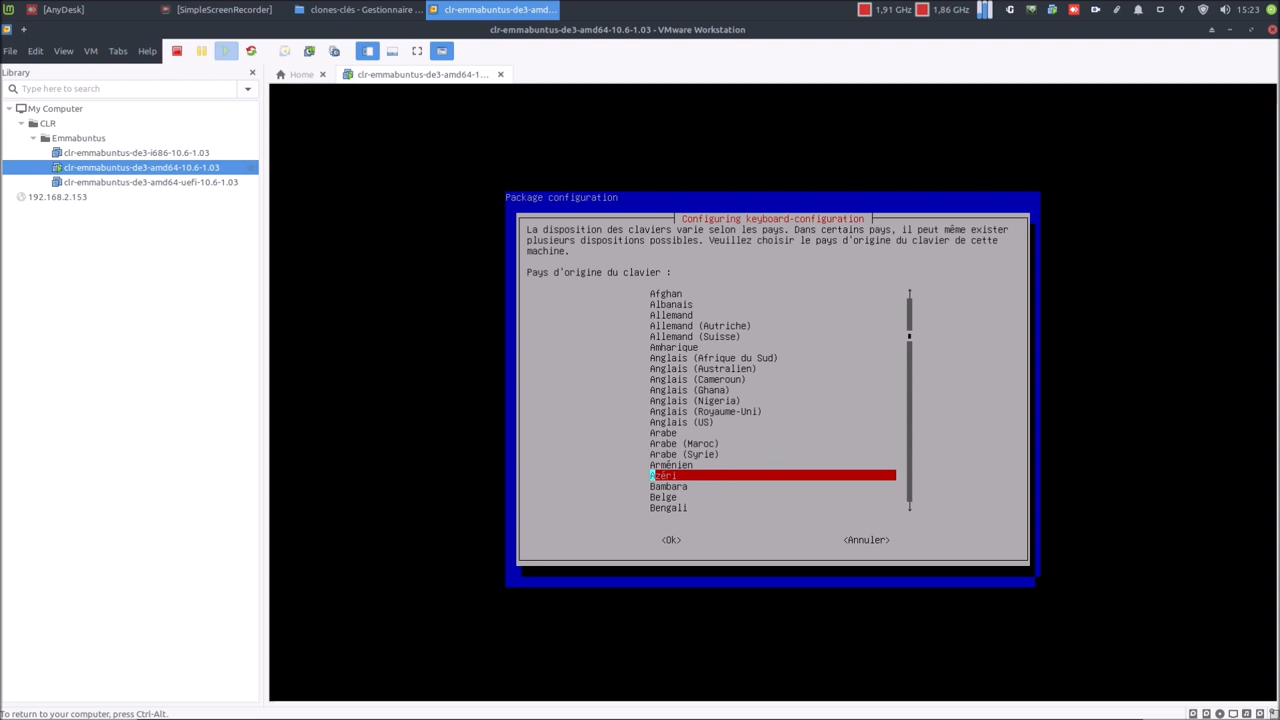 [AnyDesk]
[SimpleScreenRecorder]
clones-clés - Gestionnaire ...
clr-emmabuntus-de3-amd...
1,91 GHz
1,86 GHz
15:23
clr-emmabuntus-de3-amd64-10.6-1.03 - VMware Workstation
File Edit View VM Tabs Help
Library
Home
clr-emmabuntus-de3-amd64-1...
Type here to search
My Computer
CLR
Emmabuntus
clr-emmabuntus-de3-i686-10.6-1.03
clr-emmabuntus-de3-amd64-10.6-1.03
clr-emmabuntus-de3-amd64-uefi-10.6-1.03
192.168.2.153
Package configuration
Configuring keyboard-configuration
La disposition des claviers varie selon les pays. Dans certains pays, il peut même exister
plusieurs dispositions possibles. Veuillez choisir le pays d'origine du clavier de cette
machine.
Pays d'origine du clavier :
Afghan
Albanais
Allemand
Allemand (Autriche)
Allemand (Suisse)
Amharique
Anglais (Afrique du Sud)
Anglais (Australien)
Anglais (Cameroun)
Anglais (Ghana)
Anglais (Nigeria)
Anglais (Royaume-Uni)
Anglais (US)
Arabe
Arabe (Maroc)
Arabe (Syrie)
Arménien
Azéri
Bambara
Belge
Bengali
<Ok>
<Annuler>
To return to your computer, press Ctrl-Alt.